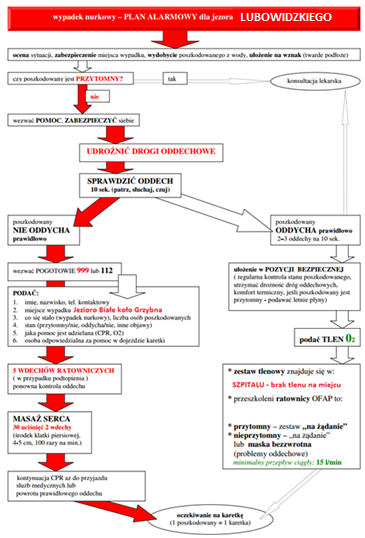 wypadek nurkowy – PLAN ALARMOWY dla jezora LUBOWIDZKIEGO
ocena sytuacji, zabezpieczenie miejsca wypadku, wydobycie poszkodowanego z wody, ułożenie na wznak (twarde podłoże)
czy poszkodowany jest PRZYTOMNY?
tak
konsultacja lekarska
nie
wezwać POMOC. ZABEZPIECZYĆ siebie
UDROŻNIĆ DROGI ODDECHOWE
SPRAWDZIĆ ODDECH
10 sek. (patrz, słuchaj, czuj)
poszkodowany
NIE ODDYCHA
prawidłowo
poszkodowany
ODDYCHA prawidłowo
2–3 oddechy na 10 sek.
wezwać POGOTOWIE 999 lub 112
PODAĆ:
1. imię, nazwisko, tel. kontaktowy
2. miejsce wypadku Jezioro Białe koło Grzybna
3. co się stało (wypadek nurkowy), liczba osób poszkodowanych
4. stan (przytomny/nie, oddycha/nie, inne objawy)
5. jaka pomoc jest udzielana (CPR, O2)
6. osoba odpowiedzialna za pomoc w dojeździe karetki
ułożenie w POZYCJI BEZPIECZNEJ
( regularna kontrola stanu poszkodowanego,
utrzymać drożność dróg oddechowych,
komfort termiczny, jeśli poszkodowany jest
przytomny - podawać letnie płyny)
podać TLEN O2
5 WDECHÓW RATOWNICZYCH
( w przypadku podtopienia )
ponowna kontrola oddechu
MASAŻ SERCA
30 uciśnięć 2 wdechy
(środek klatki piersiowej,
4-5 cm, 100 razy na min.)
* zestaw tlenowy znajduje się w:
SZPITALU - brak tlenu na miejcu
* przeszkoleni ratownicy OFAP to:
* przytomny – zestaw „na żądanie”
* nieprzytomny – „na żądanie”
lub maska bezzwrotna
(problemy oddechowe)
minimalny przepływ ciągły: 15 l/min
kontynuacja CPR aż do przyjazdu
służb medycznych lub
powrotu prawidłowego oddechu
oczekiwanie na karetkę
(1 poszkodowany = 1 karetka)